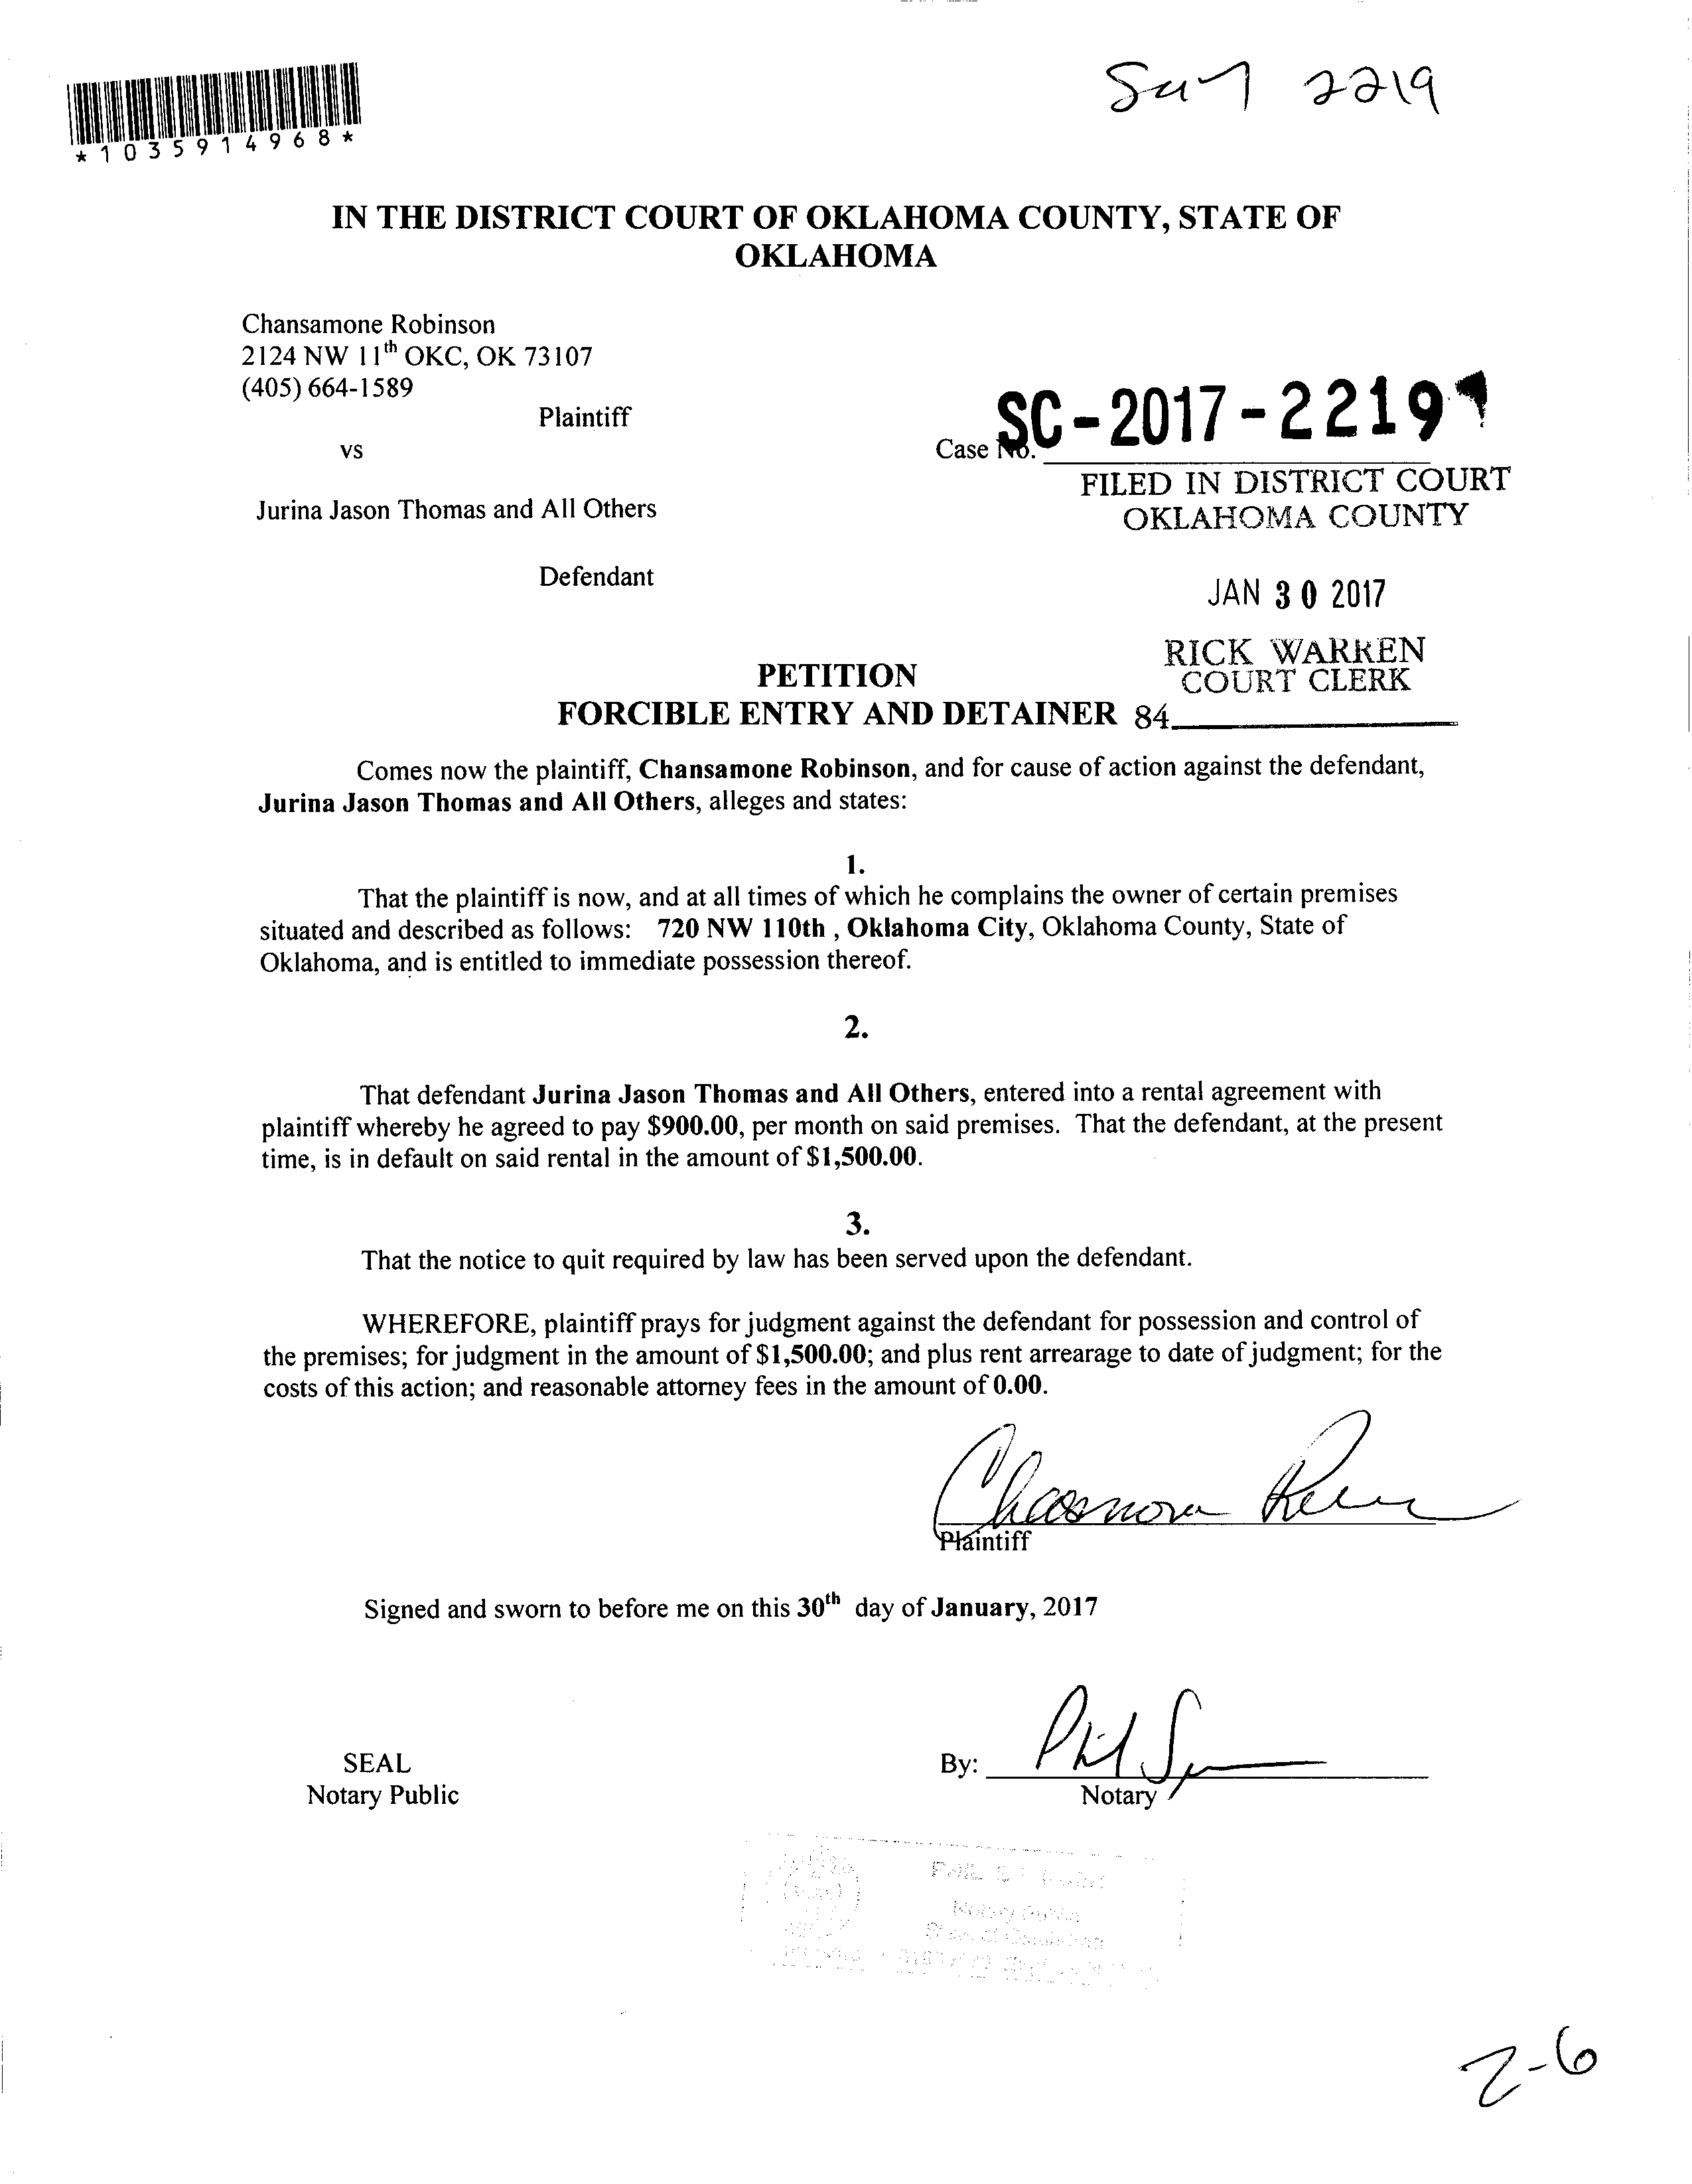 *1035914968*
2219
IN THE DISTRICT COURT OF OKLAHOMA COUNTY, STATE OF
OKLAHOMA
Chansamone Robinson
2124 NW 11th OKC, OK 73107
(405) 664-1589
Plaintiff
vs
Case No. SC-2017-2219
FILED IN DISTRICT COURT
OKLAHOMA COUNTY
Jurina Jason Thomas and All Others
Defendant
JAN 30 2017
RICK WARREN
COURT CLERK
PETITION
FORCIBLE ENTRY AND DETAINER 84
Comes now the plaintiff, Chansamone Robinson, and for cause of action against the defendant,
Jurina Jason Thomas and All Others, alleges and states:
1.
That the plaintiff is now, and at all times of which he complains the owner of certain premises
situated and described as follows: 720 NW 110th , Oklahoma City, Oklahoma County, State of
Oklahoma, and is entitled to immediate possession thereof.
2.
That defendant Jurina Jason Thomas and All Others, entered into a rental agreement with
plaintiff whereby he agreed to pay $900.00, per month on said premises. That the defendant, at the present
time, is in default on said rental in the amount of $1,500.00.
3.
That the notice to quit required by law has been served upon the defendant.
WHEREFORE, plaintiff prays for judgment against the defendant for possession and control of
the premises; for judgment in the amount of $1,500.00; and plus rent arrearage to date of judgment; for the
costs of this action; and reasonable attorney fees in the amount of 0.00.
Plaintiff
Signed and sworn to before me on this 30th day of January, 2017
SEAL
Notary Public
By: Phil
Notary
Notary Public
2-6